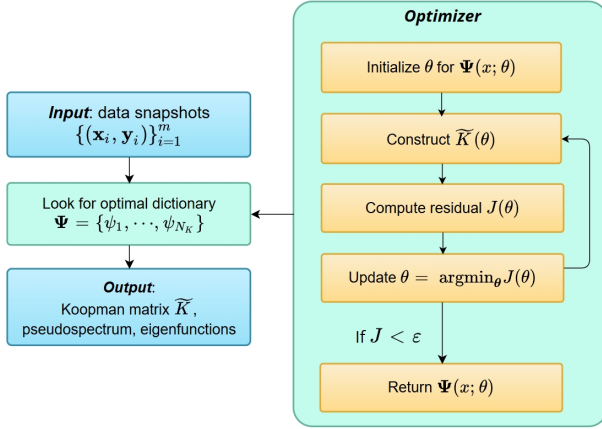 Input: data snapshots
{(𝐱ᵢ, 𝐲ᵢ)}ᵢ₌₁ᵐ
Look for optimal dictionary
𝚿 = {ψ₁, ⋯, ψ_{N_K}}
Output:
Koopman matrix K̃ ,
pseudospectrum, eigenfunctions
Optimizer
Initialize θ for 𝚿(x; θ)
Construct K̃(θ)
Compute residual J(θ)
Update θ = argmin_θ J(θ)
If J < ε
Return 𝚿(x; θ)